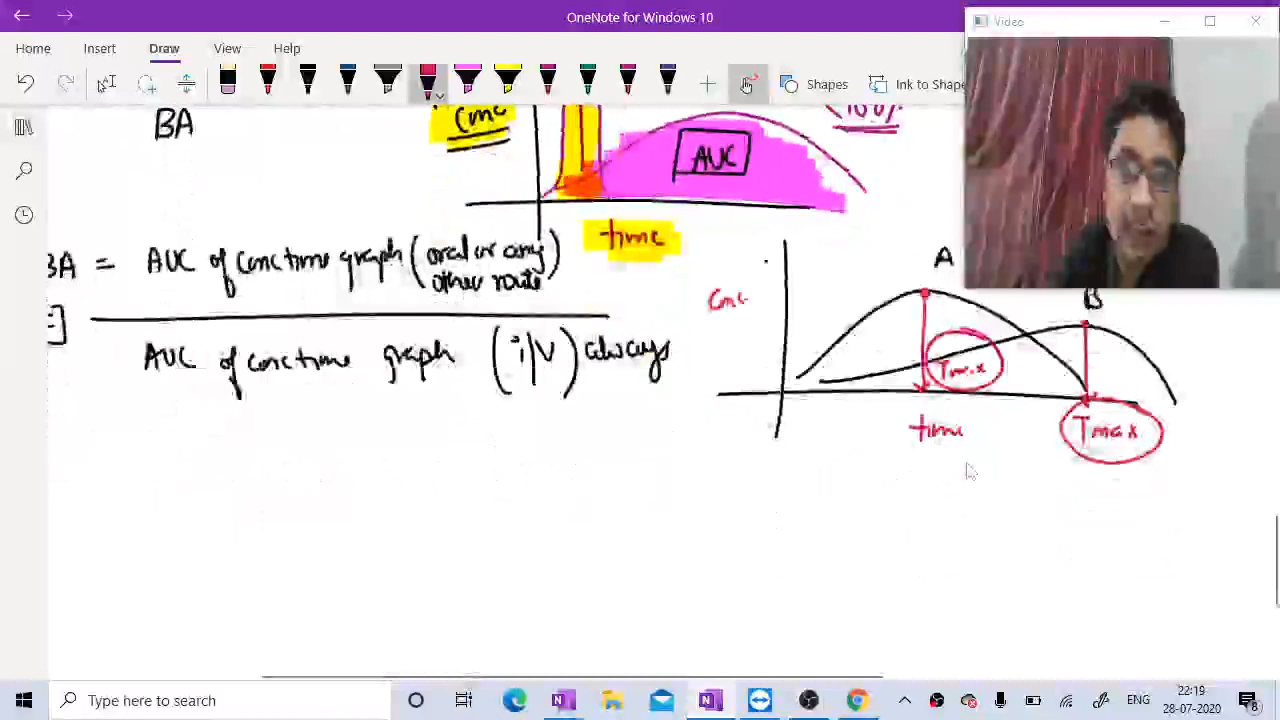 OneNote for Windows 10
Video
Home Insert Draw View Help
Shapes
Ink to Shape
BA
Conc
100%
AUC
time
BA = AUC of conc time graph (oral or any other route)
AUC of conc time graph (i/v) always
A
B
Conc
Tmax
time
Tmax
Type here to search
ENG
22:19
28-07-2020
8